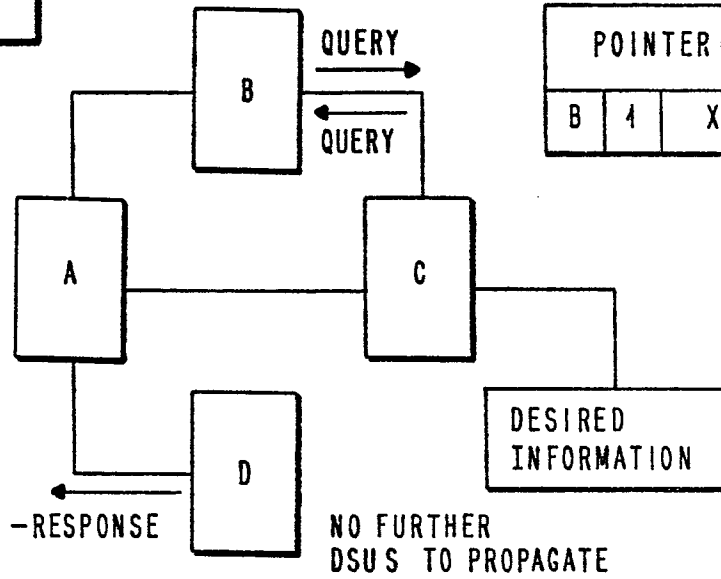 QUERY
POINTER
B
B 1 X
QUERY
A
C
DESIRED
INFORMATION
D
-RESPONSE
NO FURTHER
DSUS TO PROPAGATE